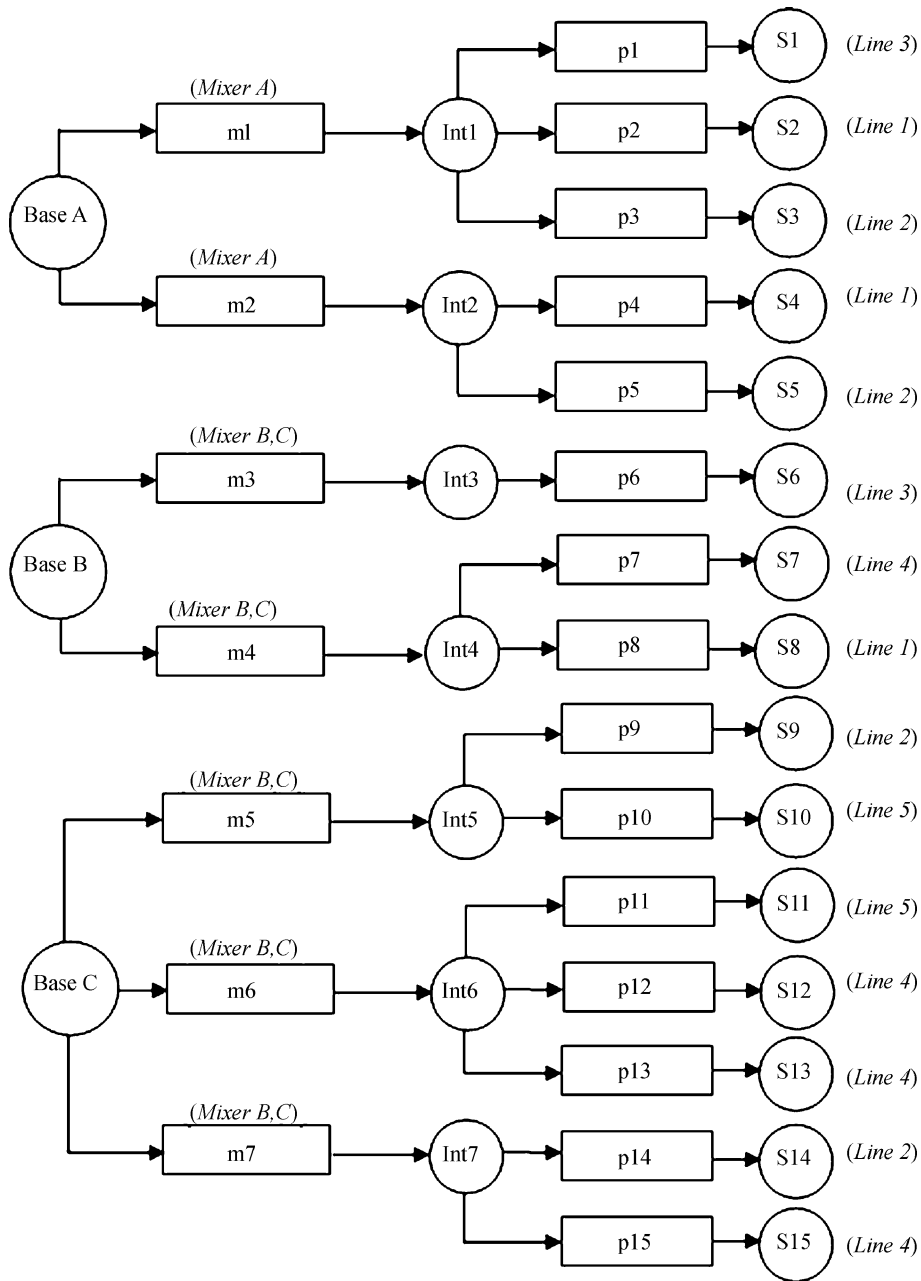 p1
S1
(Line 3)
(Mixer A)
m1
Int1
p2
S2
(Line 1)
Base A
p3
S3
(Line 2)
(Mixer A)
m2
Int2
p4
S4
(Line 1)
p5
S5
(Line 2)
(Mixer B,C)
m3
Int3
p6
S6
(Line 3)
Base B
p7
S7
(Line 4)
(Mixer B,C)
m4
Int4
p8
S8
(Line 1)
p9
S9
(Line 2)
(Mixer B,C)
m5
Int5
p10
S10
(Line 5)
p11
S11
(Line 5)
(Mixer B,C)
Base C
m6
Int6
p12
S12
(Line 4)
p13
S13
(Line 4)
(Mixer B,C)
m7
Int7
p14
S14
(Line 2)
p15
S15
(Line 4)